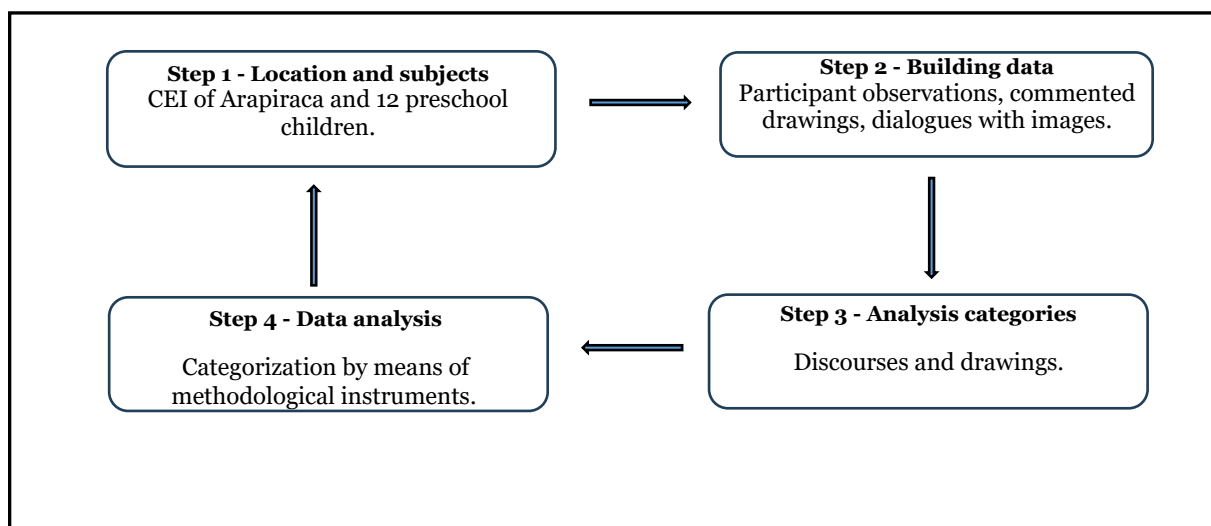 Step 1 - Location and subjects
CEI of Arapiraca and 12 preschool
children.
Step 2 - Building data
Participant observations, commented
drawings, dialogues with images.
Step 3 - Analysis categories
Discourses and drawings.
Step 4 - Data analysis
Categorization by means of
methodological instruments.